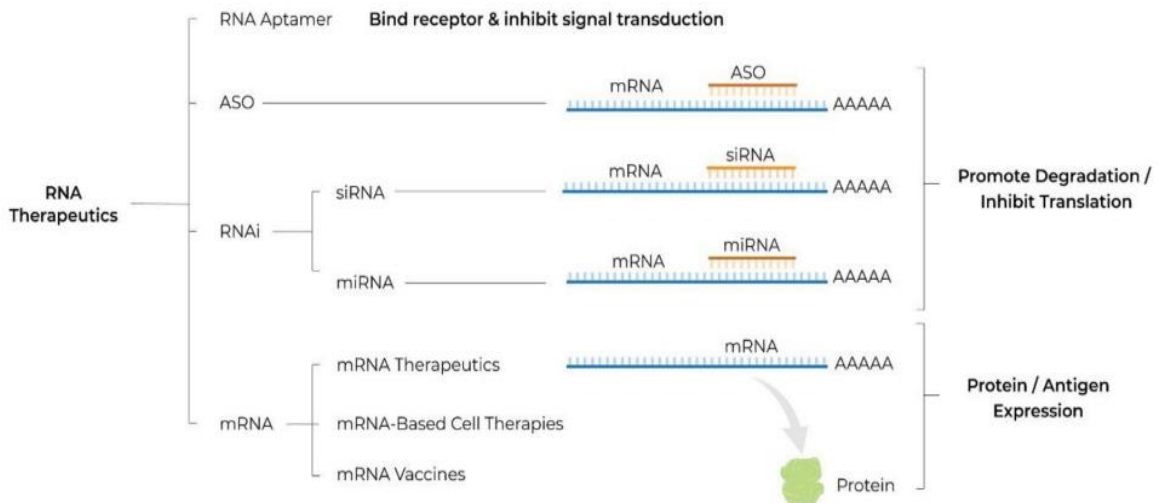 RNA Aptamer Bind receptor & inhibit signal transduction
ASO
mRNA ASO
AAAAA
RNA
Therapeutics
RNAi
siRNA
mRNA siRNA
AAAAA
miRNA
mRNA miRNA
AAAAA
Promote Degradation /
Inhibit Translation
mRNA
mRNA Therapeutics
mRNA
AAAAA
mRNA-Based Cell Therapies
mRNA Vaccines
Protein
Protein / Antigen
Expression